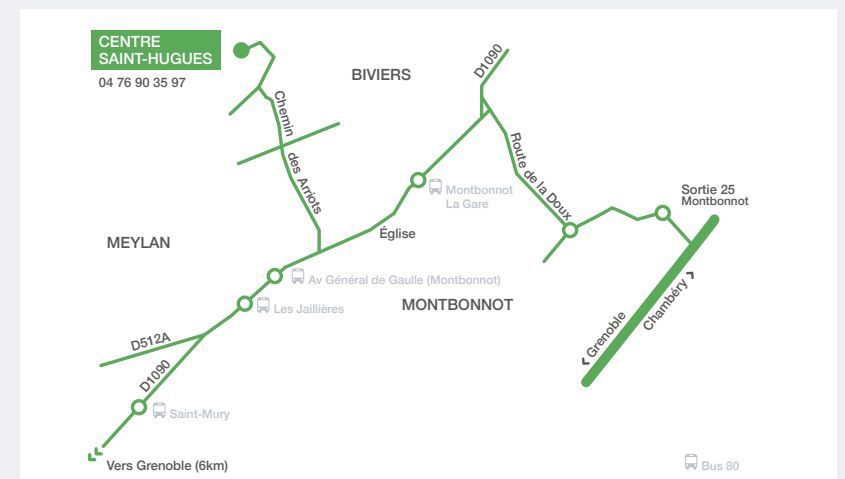 CENTRE
SAINT-HUGUES
04 76 90 35 97
BIVIERS
D1090
Chemin
des Arriots
Route de la Doux
Montbonnot
La Gare
Sortie 25
Montbonnot
Église
MEYLAN
Av Général de Gaulle (Montbonnot)
Les Jaillières
MONTBONNOT
Grenoble
Chambéry
D512A
D1090
Saint-Mury
Vers Grenoble (6km)
Bus 80